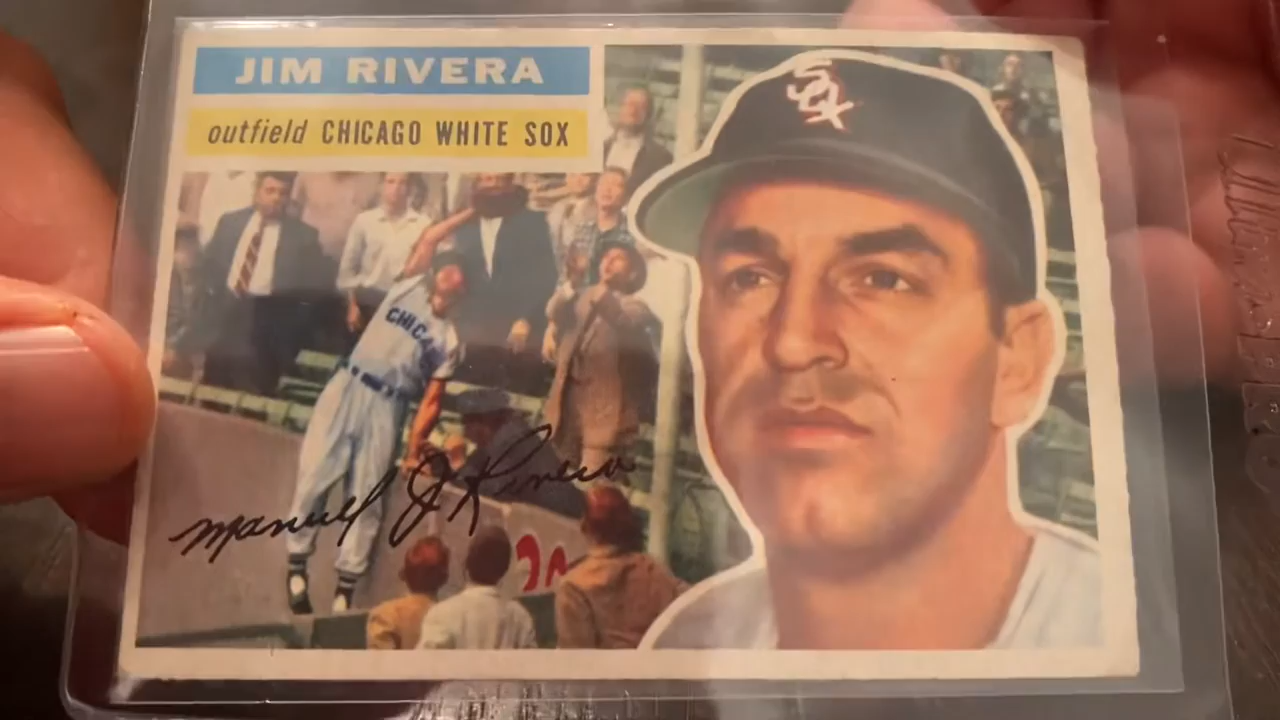 JIM RIVERA
outfield CHICAGO WHITE SOX
SOX
CHICA
Manuel J Rivera